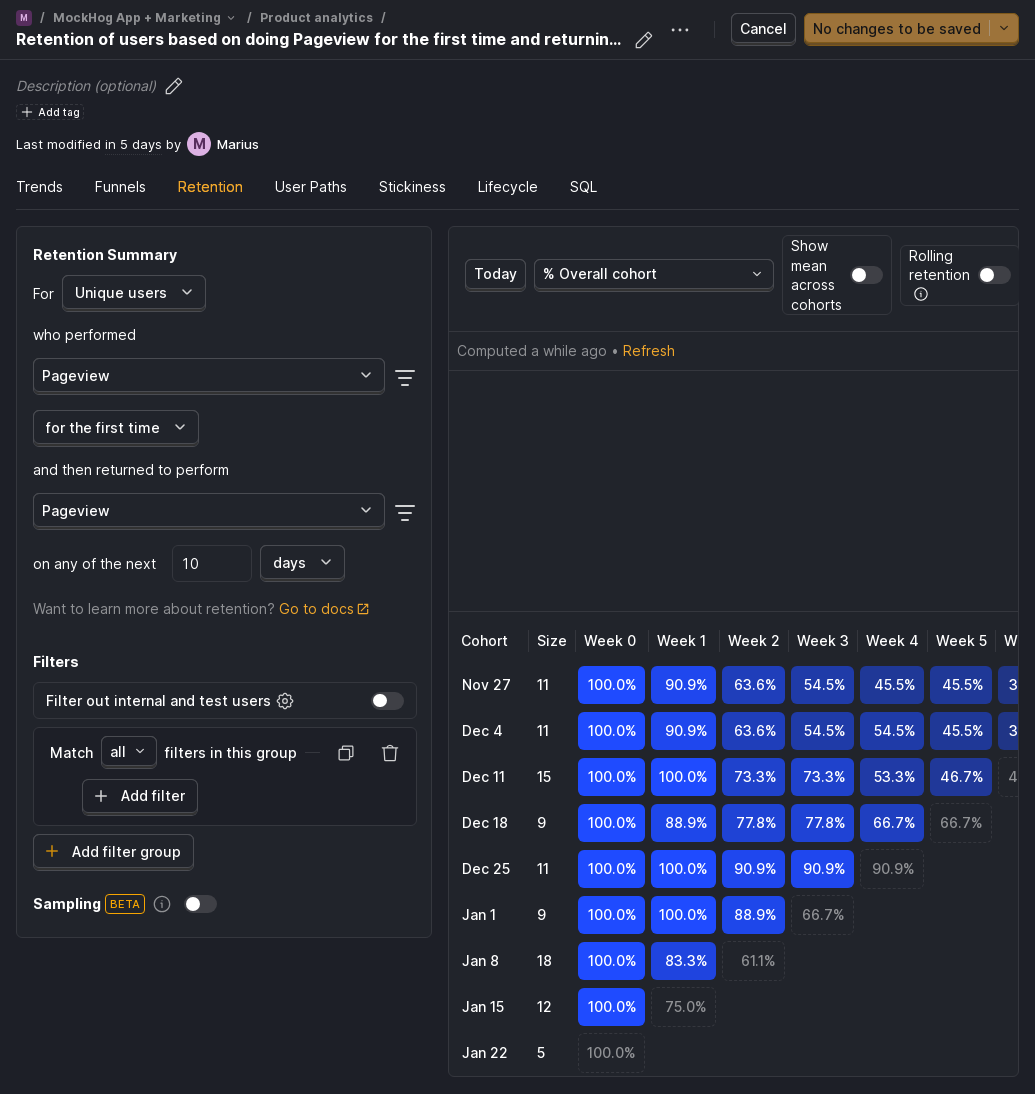 M / MockHog App + Marketing / Product analytics /
Retention of users based on doing Pageview for the first time and returnin...
Cancel
No changes to be saved
Description (optional)
Add tag
Last modified in 5 days by M Marius
Trends Funnels Retention User Paths Stickiness Lifecycle SQL
Retention Summary
For Unique users
who performed
Pageview
for the first time
and then returned to perform
Pageview
on any of the next 10 days
Want to learn more about retention? Go to docs
Filters
Filter out internal and test users
Match all filters in this group
Add filter
Add filter group
Sampling BETA
Today
% Overall cohort
Show
mean
across
cohorts
Rolling
retention
Computed a while ago • Refresh
Cohort Size Week 0 Week 1 Week 2 Week 3 Week 4 Week 5 W
Nov 27 11 100.0% 90.9% 63.6% 54.5% 45.5% 45.5% 3
Dec 4 11 100.0% 90.9% 63.6% 54.5% 54.5% 45.5% 3
Dec 11 15 100.0% 100.0% 73.3% 73.3% 53.3% 46.7% 4
Dec 18 9 100.0% 88.9% 77.8% 77.8% 66.7% 66.7%
Dec 25 11 100.0% 100.0% 90.9% 90.9% 90.9%
Jan 1 9 100.0% 100.0% 88.9% 66.7%
Jan 8 18 100.0% 83.3% 61.1%
Jan 15 12 100.0% 75.0%
Jan 22 5 100.0%